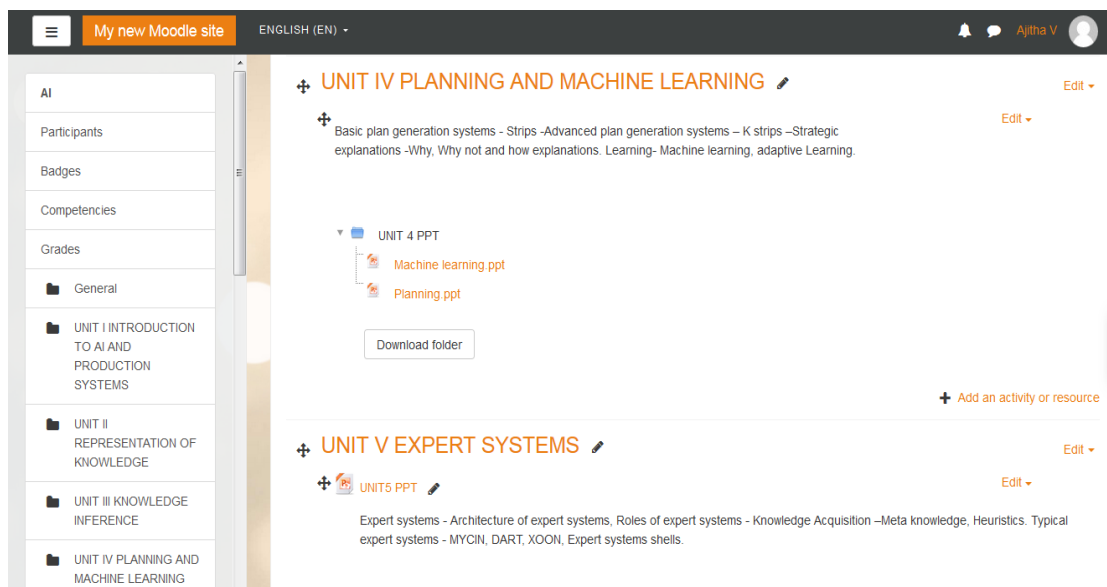 My new Moodle site
ENGLISH (EN)
Ajitha V
AI
Participants
Badges
Competencies
Grades
General
UNIT I INTRODUCTION
TO AI AND
PRODUCTION
SYSTEMS
UNIT II
REPRESENTATION OF
KNOWLEDGE
UNIT III KNOWLEDGE
INFERENCE
UNIT IV PLANNING AND
MACHINE LEARNING
UNIT IV PLANNING AND MACHINE LEARNING
Edit
Edit
Basic plan generation systems - Strips -Advanced plan generation systems – K strips –Strategic
explanations -Why, Why not and how explanations. Learning- Machine learning, adaptive Learning.
UNIT 4 PPT
Machine learning.ppt
Planning.ppt
Download folder
Add an activity or resource
UNIT V EXPERT SYSTEMS
Edit
UNIT5 PPT
Edit
Expert systems - Architecture of expert systems, Roles of expert systems - Knowledge Acquisition –Meta knowledge, Heuristics. Typical
expert systems - MYCIN, DART, XOON, Expert systems shells.